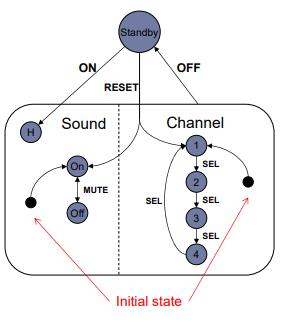 Standby
ON
OFF
RESET
Sound
Channel
H
1
On
SEL
MUTE
2
SEL
SEL
Off
3
SEL
4
Initial state